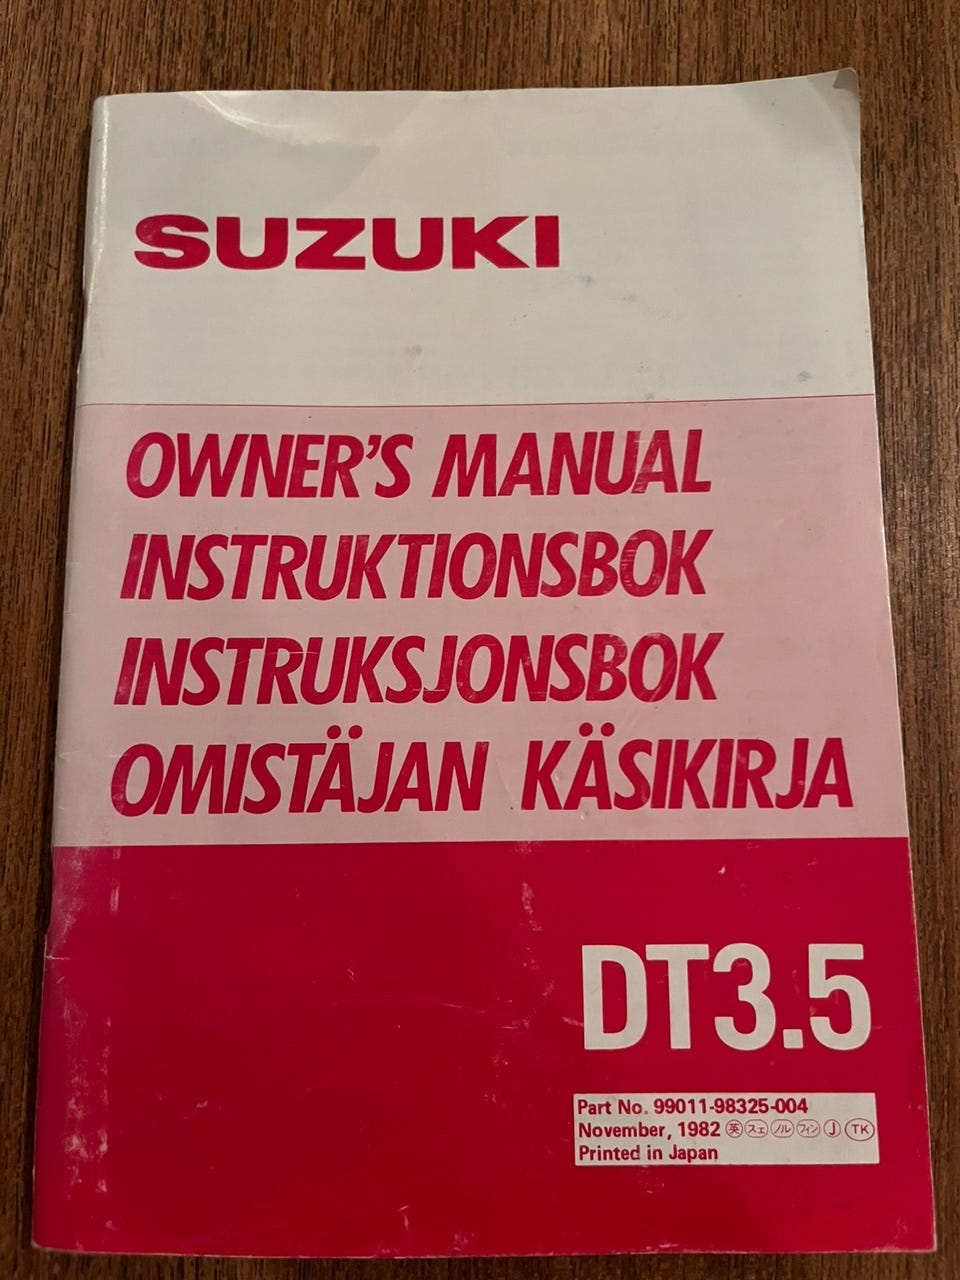 SUZUKI
OWNER'S MANUAL
INSTRUKTIONSBOK
INSTRUKSJONSBOK
OMISTÄJAN KÄSIKIRJA
DT3.5
Part No. 99011-98325-004
November, 1982 英 スェ ノル フィン J TK
Printed in Japan